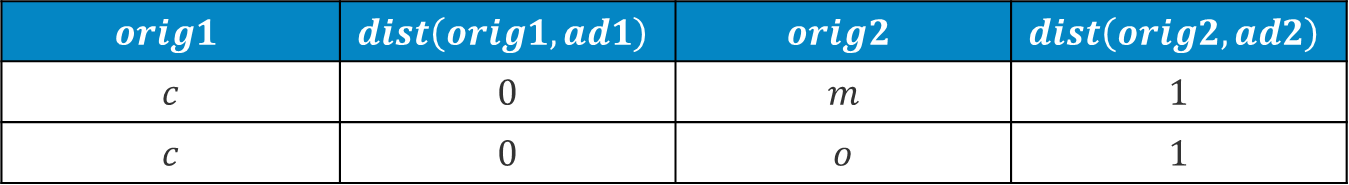 orig1 dist(orig1, ad1) orig2 dist(orig2, ad2)
c 0 m 1
c 0 o 1